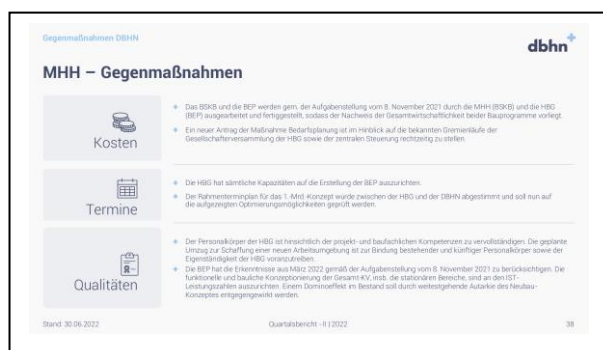 Gegenmaßnahmen DBHN
dbhn
MHH – Gegenmaßnahmen
Kosten
Das BSKB und die BEP werden gem. der Aufgabenstellung vom 8. November 2021 durch die MHH (BSKB) und die HBG
(BEP) ausgearbeitet und fertiggestellt, sodass der Nachweis der Gesamtwirtschaftlichkeit beider Bauprogramme vorliegt.
Ein neuer Antrag der Maßnahme Bedarfsplanung ist im Hinblick auf die bekannten Gremienläufe der
Gesellschafterversammlung der HBG sowie der zentralen Steuerung rechtzeitig zu stellen.
Termine
Die HBG hat sämtliche Kapazitäten auf die Erstellung der BEP auszurichten.
Der Rahmenterminplan für das 1.-Mrd.-Konzept wurde zwischen der HBG und der DBHN abgestimmt und soll nun auf
die aufgezeigten Optimierungsmöglichkeiten geprüft werden.
Qualitäten
Der Personalkörper der HBG ist hinsichtlich der projekt- und baufachlichen Kompetenzen zu vervollständigen. Die geplante
Umzug zur Schaffung einer neuen Arbeitsumgebung ist zur Bindung bestehender und künftiger Personalkörper sowie der
Eigenständigkeit der HBG voranzutreiben.
Die BEP hat die Erkenntnisse aus März 2022 gemäß der Aufgabenstellung vom 8. November 2021 zu berücksichtigen. Die
funktionelle und bauliche Konzeptionierung der Gesamt-KV, insb. die stationären Bereiche, sind an den IST-
Leistungszahlen auszurichten. Einem Dominoeffekt im Bestand soll durch weitestgehende Autarkie des Neubau-
Konzeptes entgegengewirkt werden.
Stand: 30.06.2022
Quartalsbericht - II | 2022
38